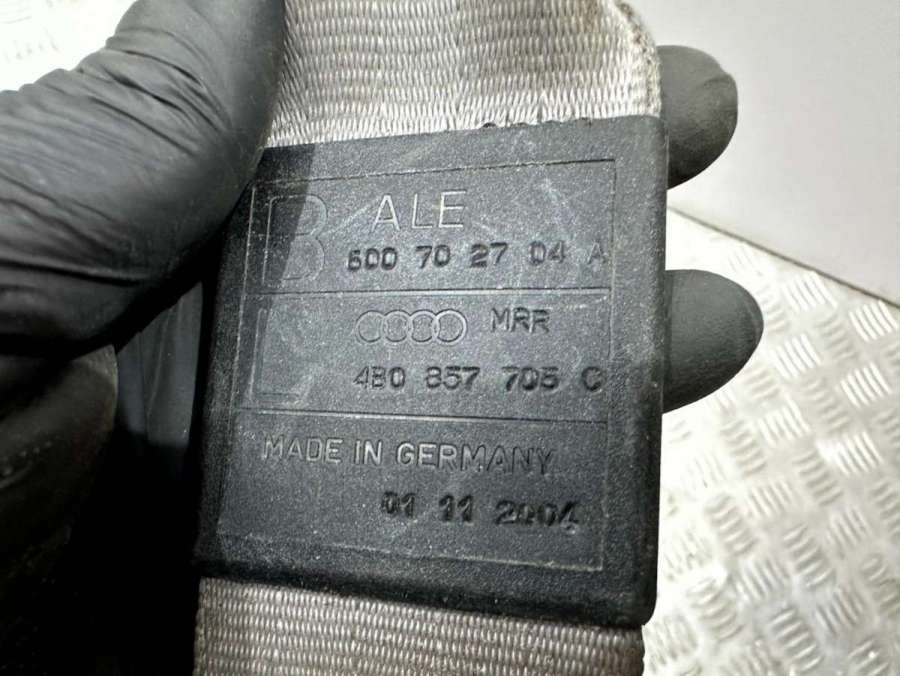 B ALE
600 70 27 04 A
L MRR
4B0 857 705 C
MADE IN GERMANY
01 11 2004